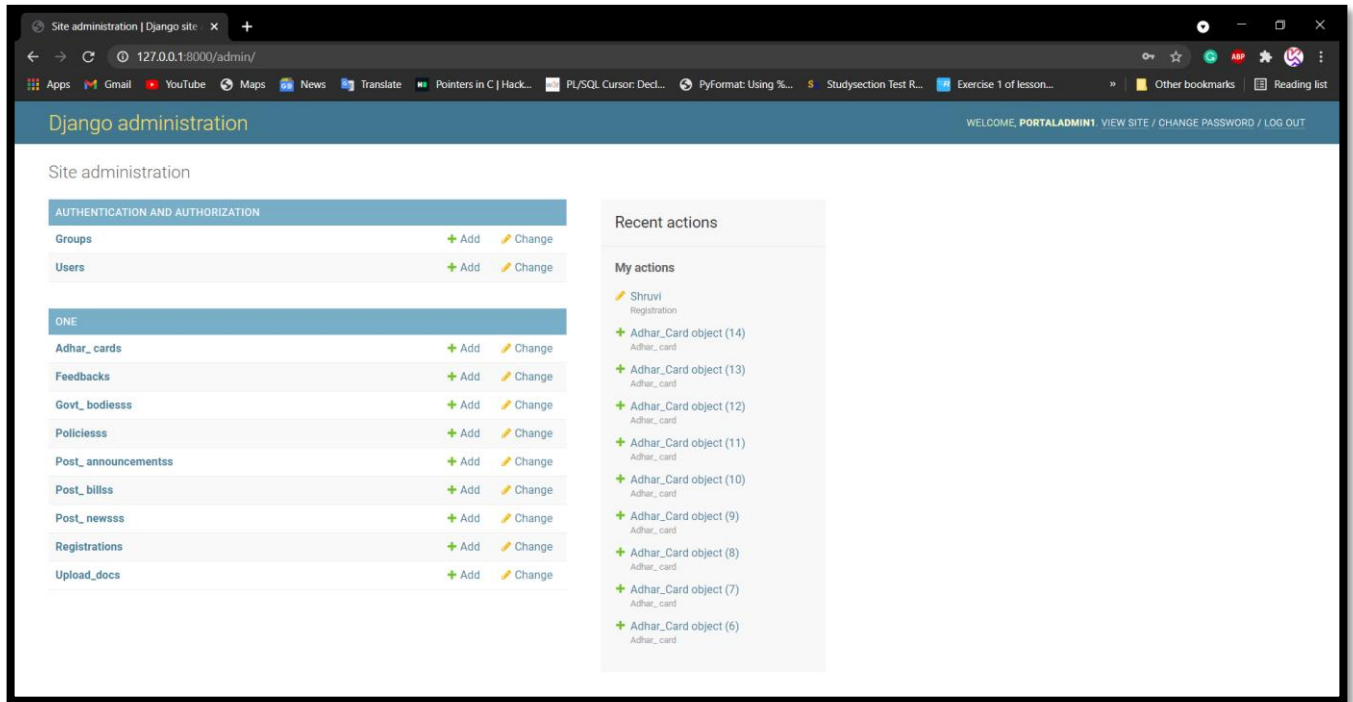 Site administration | Django site
127.0.0.1:8000/admin/
ABP
Apps Gmail YouTube Maps News Translate Pointers in C | Hack... PL/SQL Cursor: Decl... PyFormat: Using %... Studysection Test R... Exercise 1 of lesson... » Other bookmarks Reading list
Django administration
WELCOME, PORTALADMIN1. VIEW SITE / CHANGE PASSWORD / LOG OUT
Site administration
AUTHENTICATION AND AUTHORIZATION
Groups + Add Change
Users + Add Change
ONE
Adhar_ cards + Add Change
Feedbacks + Add Change
Govt_ bodiesss + Add Change
Policiesss + Add Change
Post_ announcementss + Add Change
Post_ billss + Add Change
Post_ newsss + Add Change
Registrations + Add Change
Upload_docs + Add Change
Recent actions
My actions
Shruvi
Registration
+ Adhar_Card object (14)
Adhar_ card
+ Adhar_Card object (13)
Adhar_ card
+ Adhar_Card object (12)
Adhar_ card
+ Adhar_Card object (11)
Adhar_ card
+ Adhar_Card object (10)
Adhar_ card
+ Adhar_Card object (9)
Adhar_ card
+ Adhar_Card object (8)
Adhar_ card
+ Adhar_Card object (7)
Adhar_ card
+ Adhar_Card object (6)
Adhar_ card